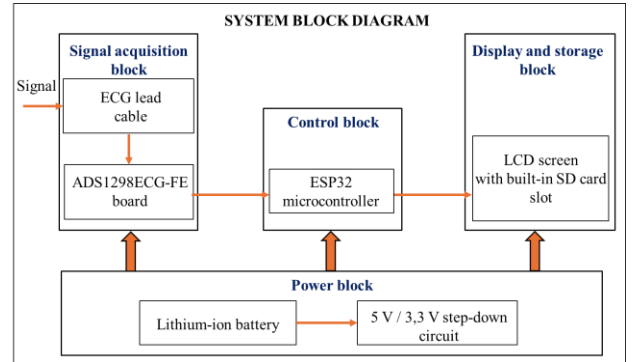 SYSTEM BLOCK DIAGRAM
Signal acquisition
block
Signal
ECG lead
cable
ADS1298ECG-FE
board
Control block
ESP32
microcontroller
Display and storage
block
LCD screen
with built-in SD card
slot
Power block
Lithium-ion battery
5 V / 3,3 V step-down
circuit